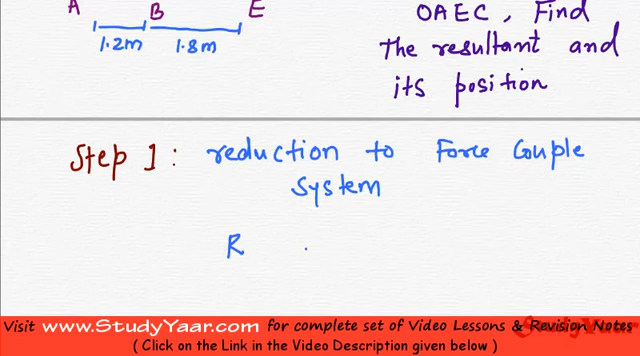 A B E
1.2m 1.8m
OAEC, Find
The resultant and
its position
Step 1 : reduction to Force Couple
System
R
Visit www.StudyYaar.com for complete set of Video Lessons & Revision Notes
( Click on the Link in the Video Description given below )
StudyYaar